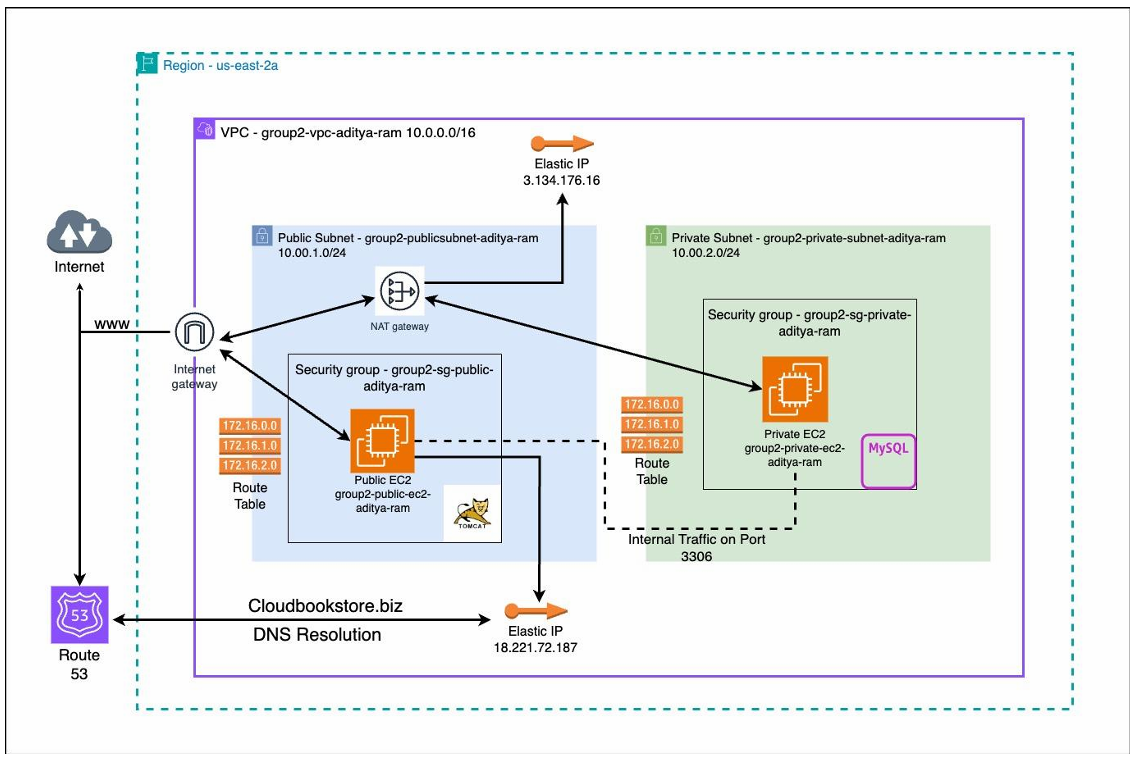 Region - us-east-2a
VPC - group2-vpc-aditya-ram 10.0.0.0/16
Elastic IP
3.134.176.16
Internet
www
Internet
gateway
Public Subnet - group2-publicsubnet-aditya-ram
10.00.1.0/24
NAT gateway
Security group - group2-sg-public-
aditya-ram
172.16.0.0
172.16.1.0
172.16.2.0
Route
Table
Public EC2
group2-public-ec2-
aditya-ram
TOMCAT
Private Subnet - group2-private-subnet-aditya-ram
10.00.2.0/24
Security group - group2-sg-private-
aditya-ram
172.16.0.0
172.16.1.0
172.16.2.0
Route
Table
Private EC2
group2-private-ec2-
aditya-ram
MySQL
Internal Traffic on Port
3306
53
Route
53
Cloudbookstore.biz
DNS Resolution
Elastic IP
18.221.72.187